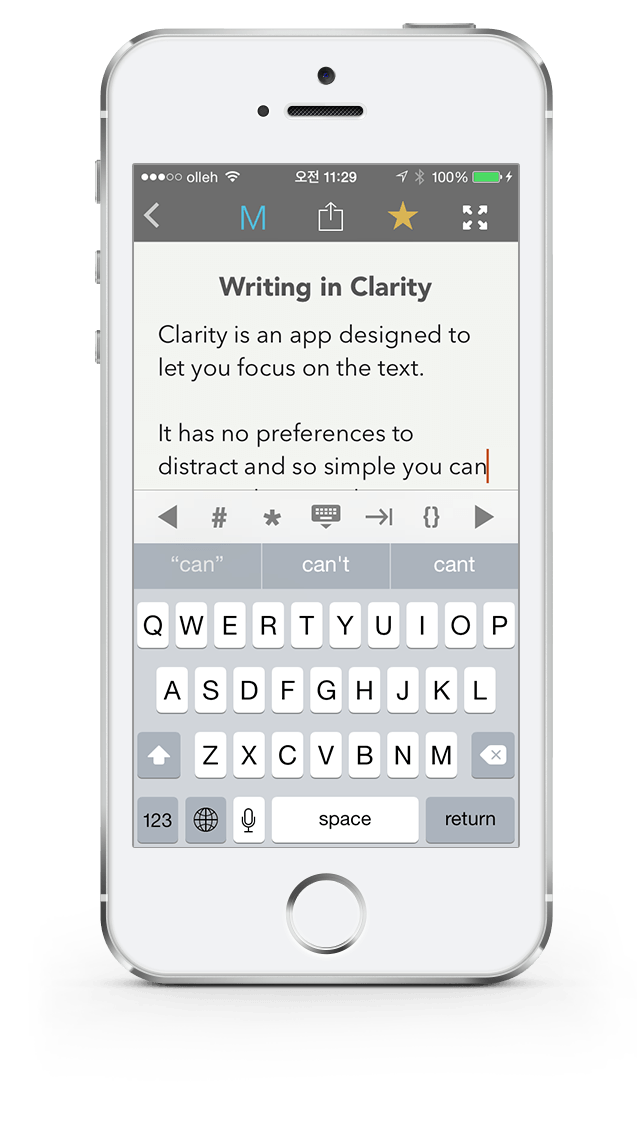 olleh
오전 11:29
100%
M
Writing in Clarity
Clarity is an app designed to
let you focus on the text.
It has no preferences to
distract and so simple you can
# * {}
“can” can't cant
Q W E R T Y U I O P
A S D F G H J K L
Z X C V B N M
123 space return